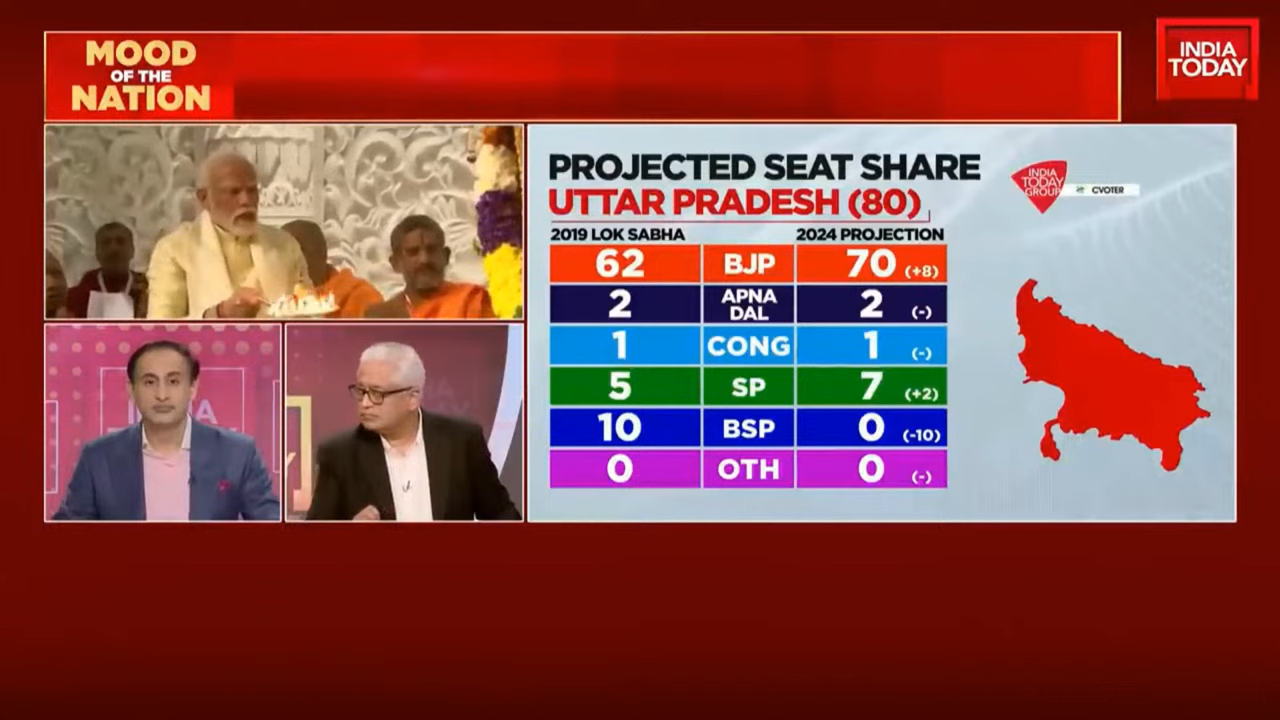 MOOD
OF THE
NATION
INDIA
TODAY
PROJECTED SEAT SHARE
UTTAR PRADESH (80)
INDIA
TODAY
GROUP
CVOTER
2019 LOK SABHA 2024 PROJECTION
62 BJP 70 (+8)
2 APNA DAL 2 (-)
1 CONG 1 (-)
5 SP 7 (+2)
10 BSP 0 (-10)
0 OTH 0 (-)